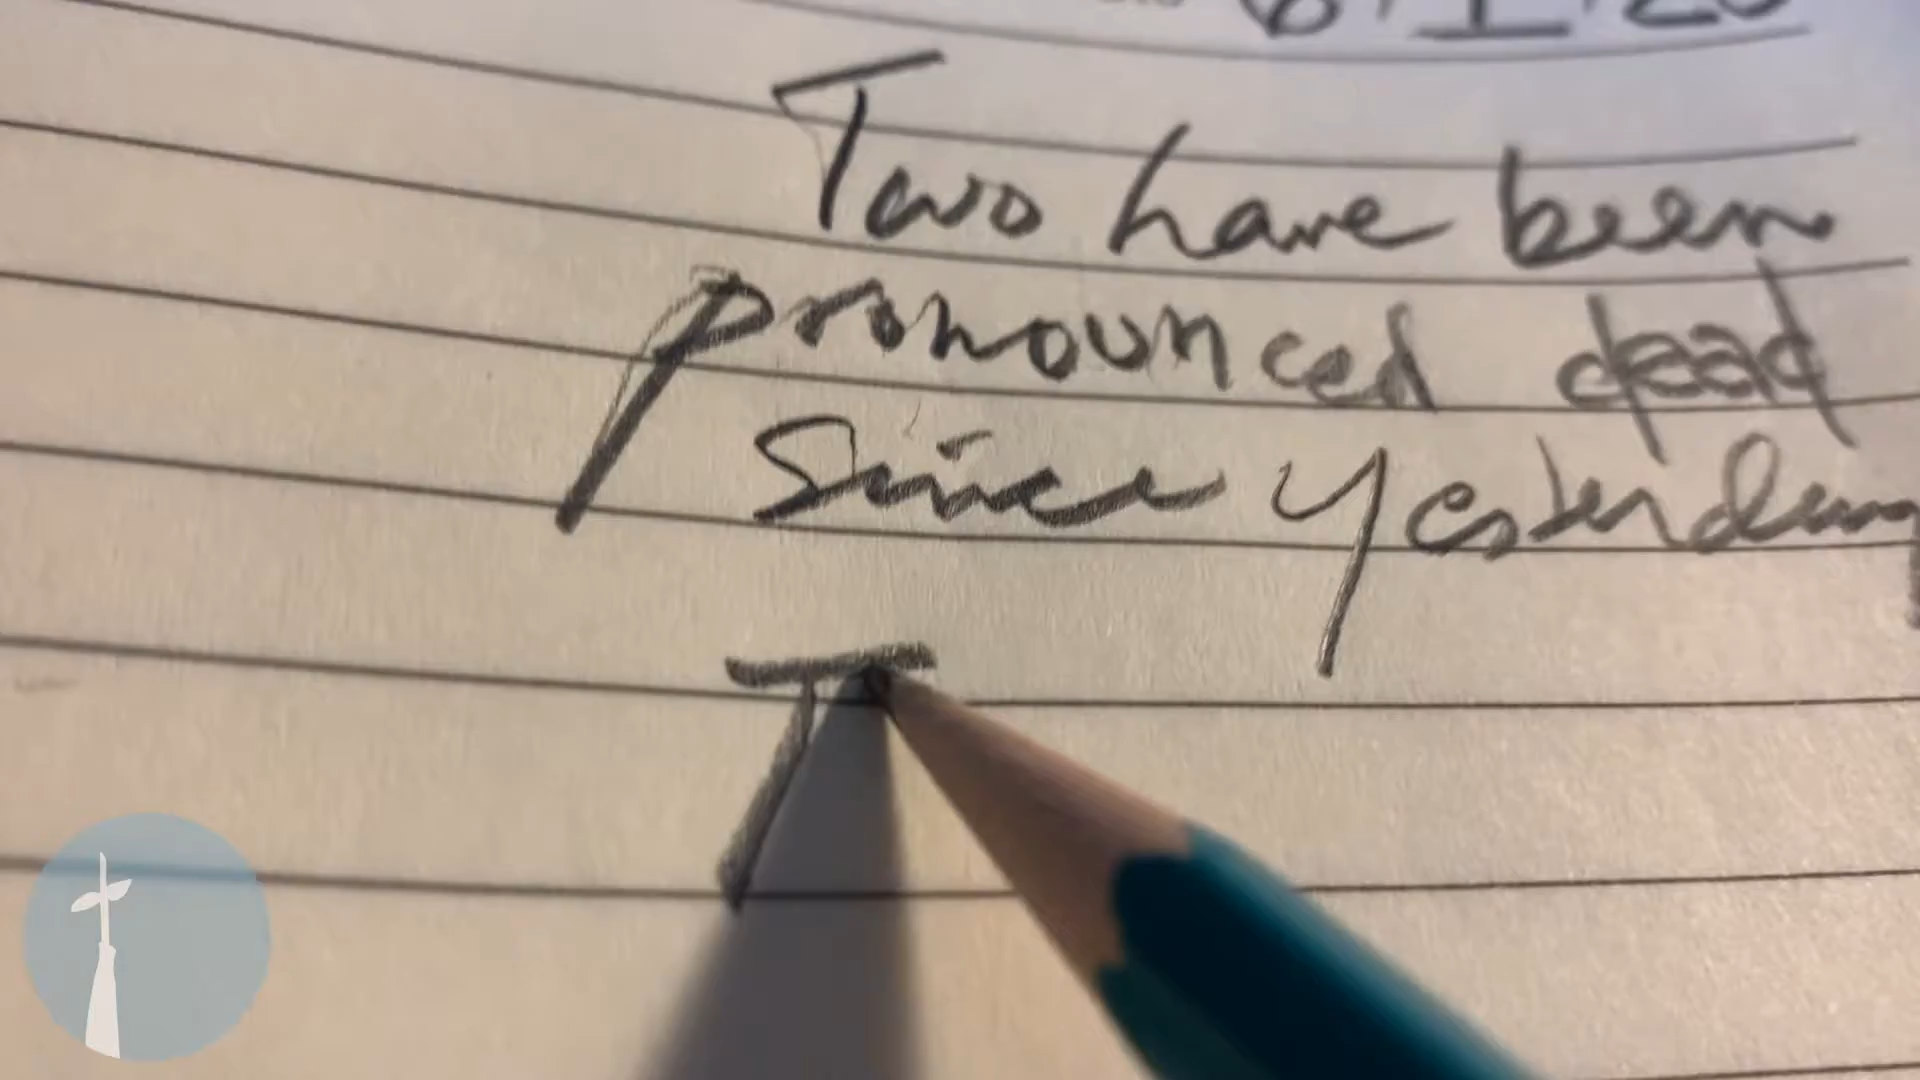 Two have been
pronounced dead
Since yesterday
T